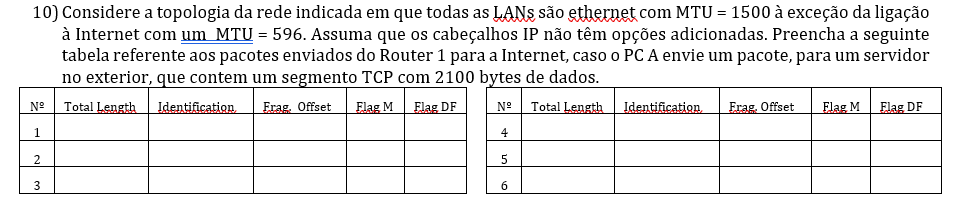 10) Considere a topologia da rede indicada em que todas as LANs são ethernet com MTU = 1500 à exceção da ligação
à Internet com um MTU = 596. Assuma que os cabeçalhos IP não têm opções adicionadas. Preencha a seguinte
tabela referente aos pacotes enviados do Router 1 para a Internet, caso o PC A envie um pacote, para um servidor
no exterior, que contem um segmento TCP com 2100 bytes de dados.
Nº Total Length Identification Frag. Offset Flag M Flag DF
1
2
3
Nº Total Length Identification Frag. Offset Flag M Flag DF
4
5
6